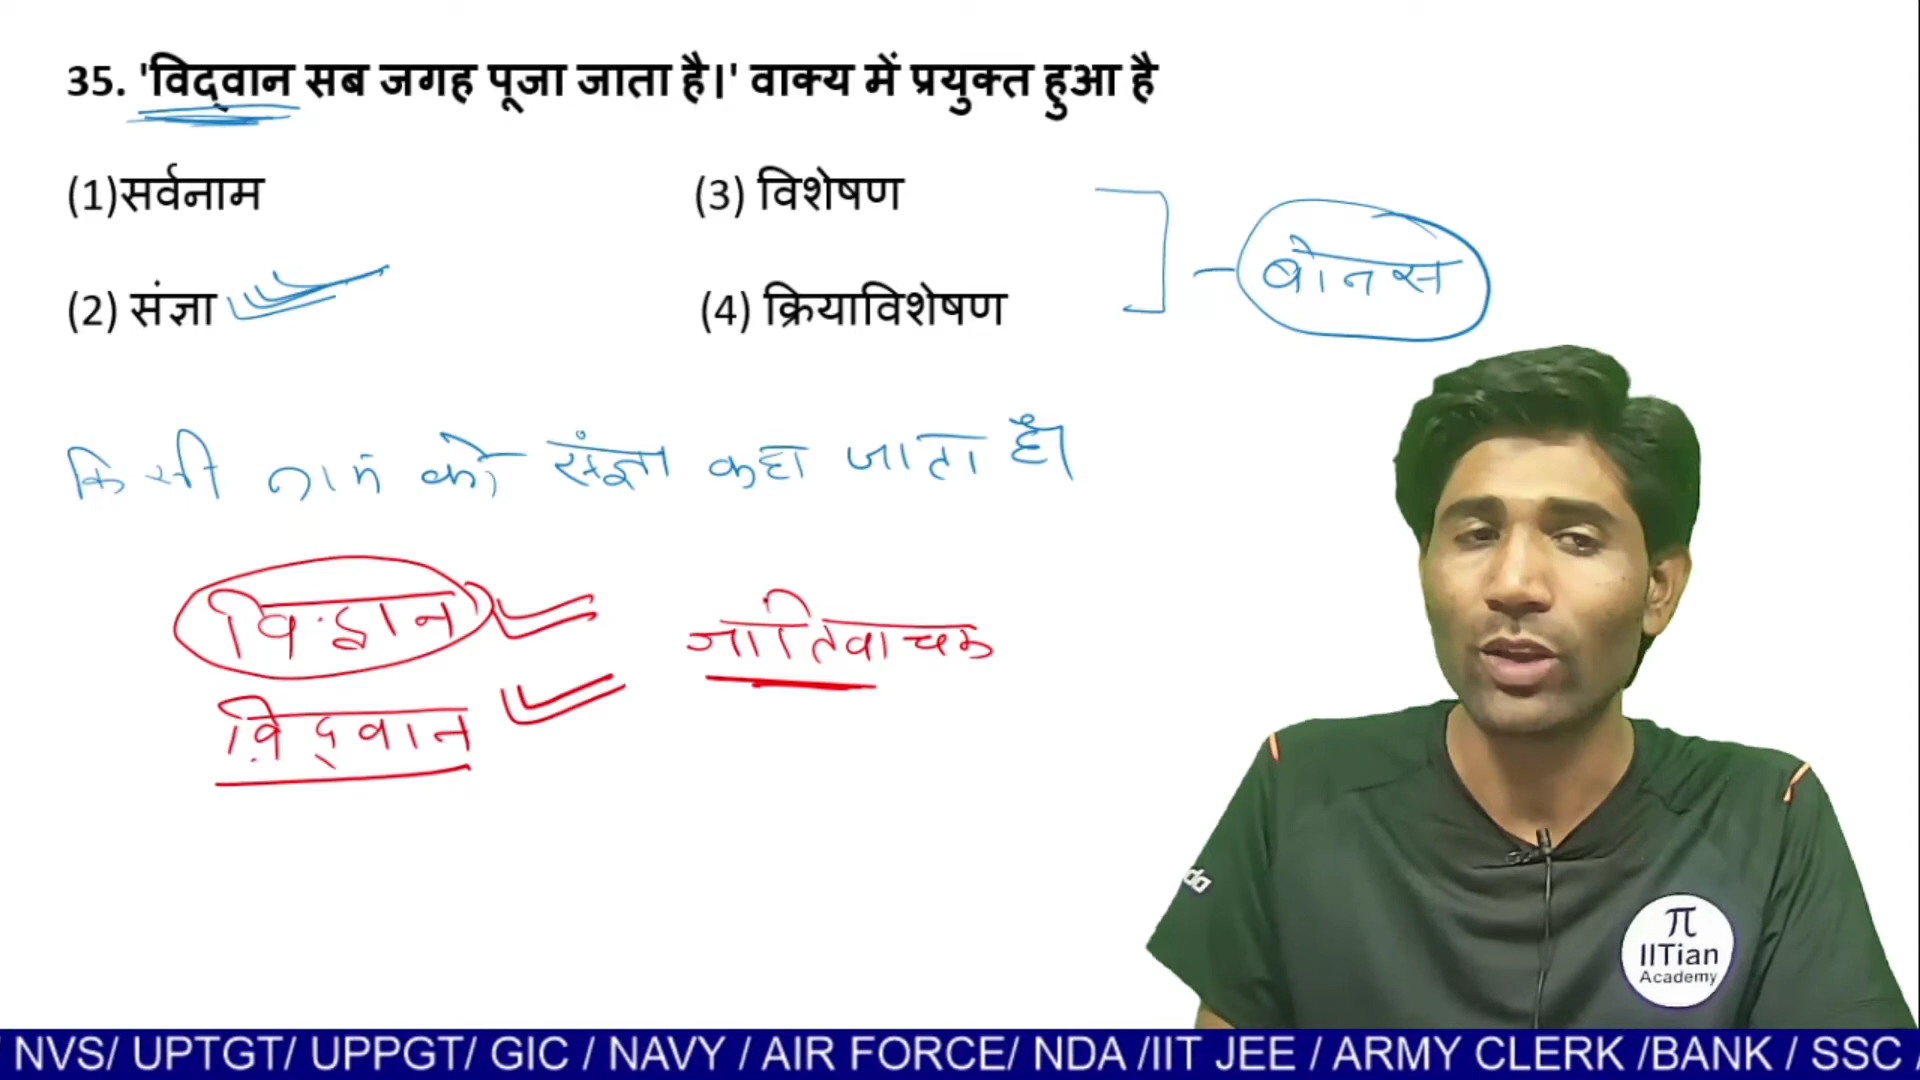 35. 'विद्‌वान सब जगह पूजा जाता है।' वाक्य में प्रयुक्त हुआ है
(1)सर्वनाम
(3) विशेषण
(2) संज्ञा
(4) क्रियाविशेषण
बोनस
किसी नाम को संज्ञा कहा जाता है।
विद्वान
जातिवाचक
विद्‌वान
π
IITian
Academy
NVS/ UPTGT/ UPPGT/ GIC / NAVY / AIR FORCE/ NDA /IIT JEE / ARMY CLERK /BANK / SSC /